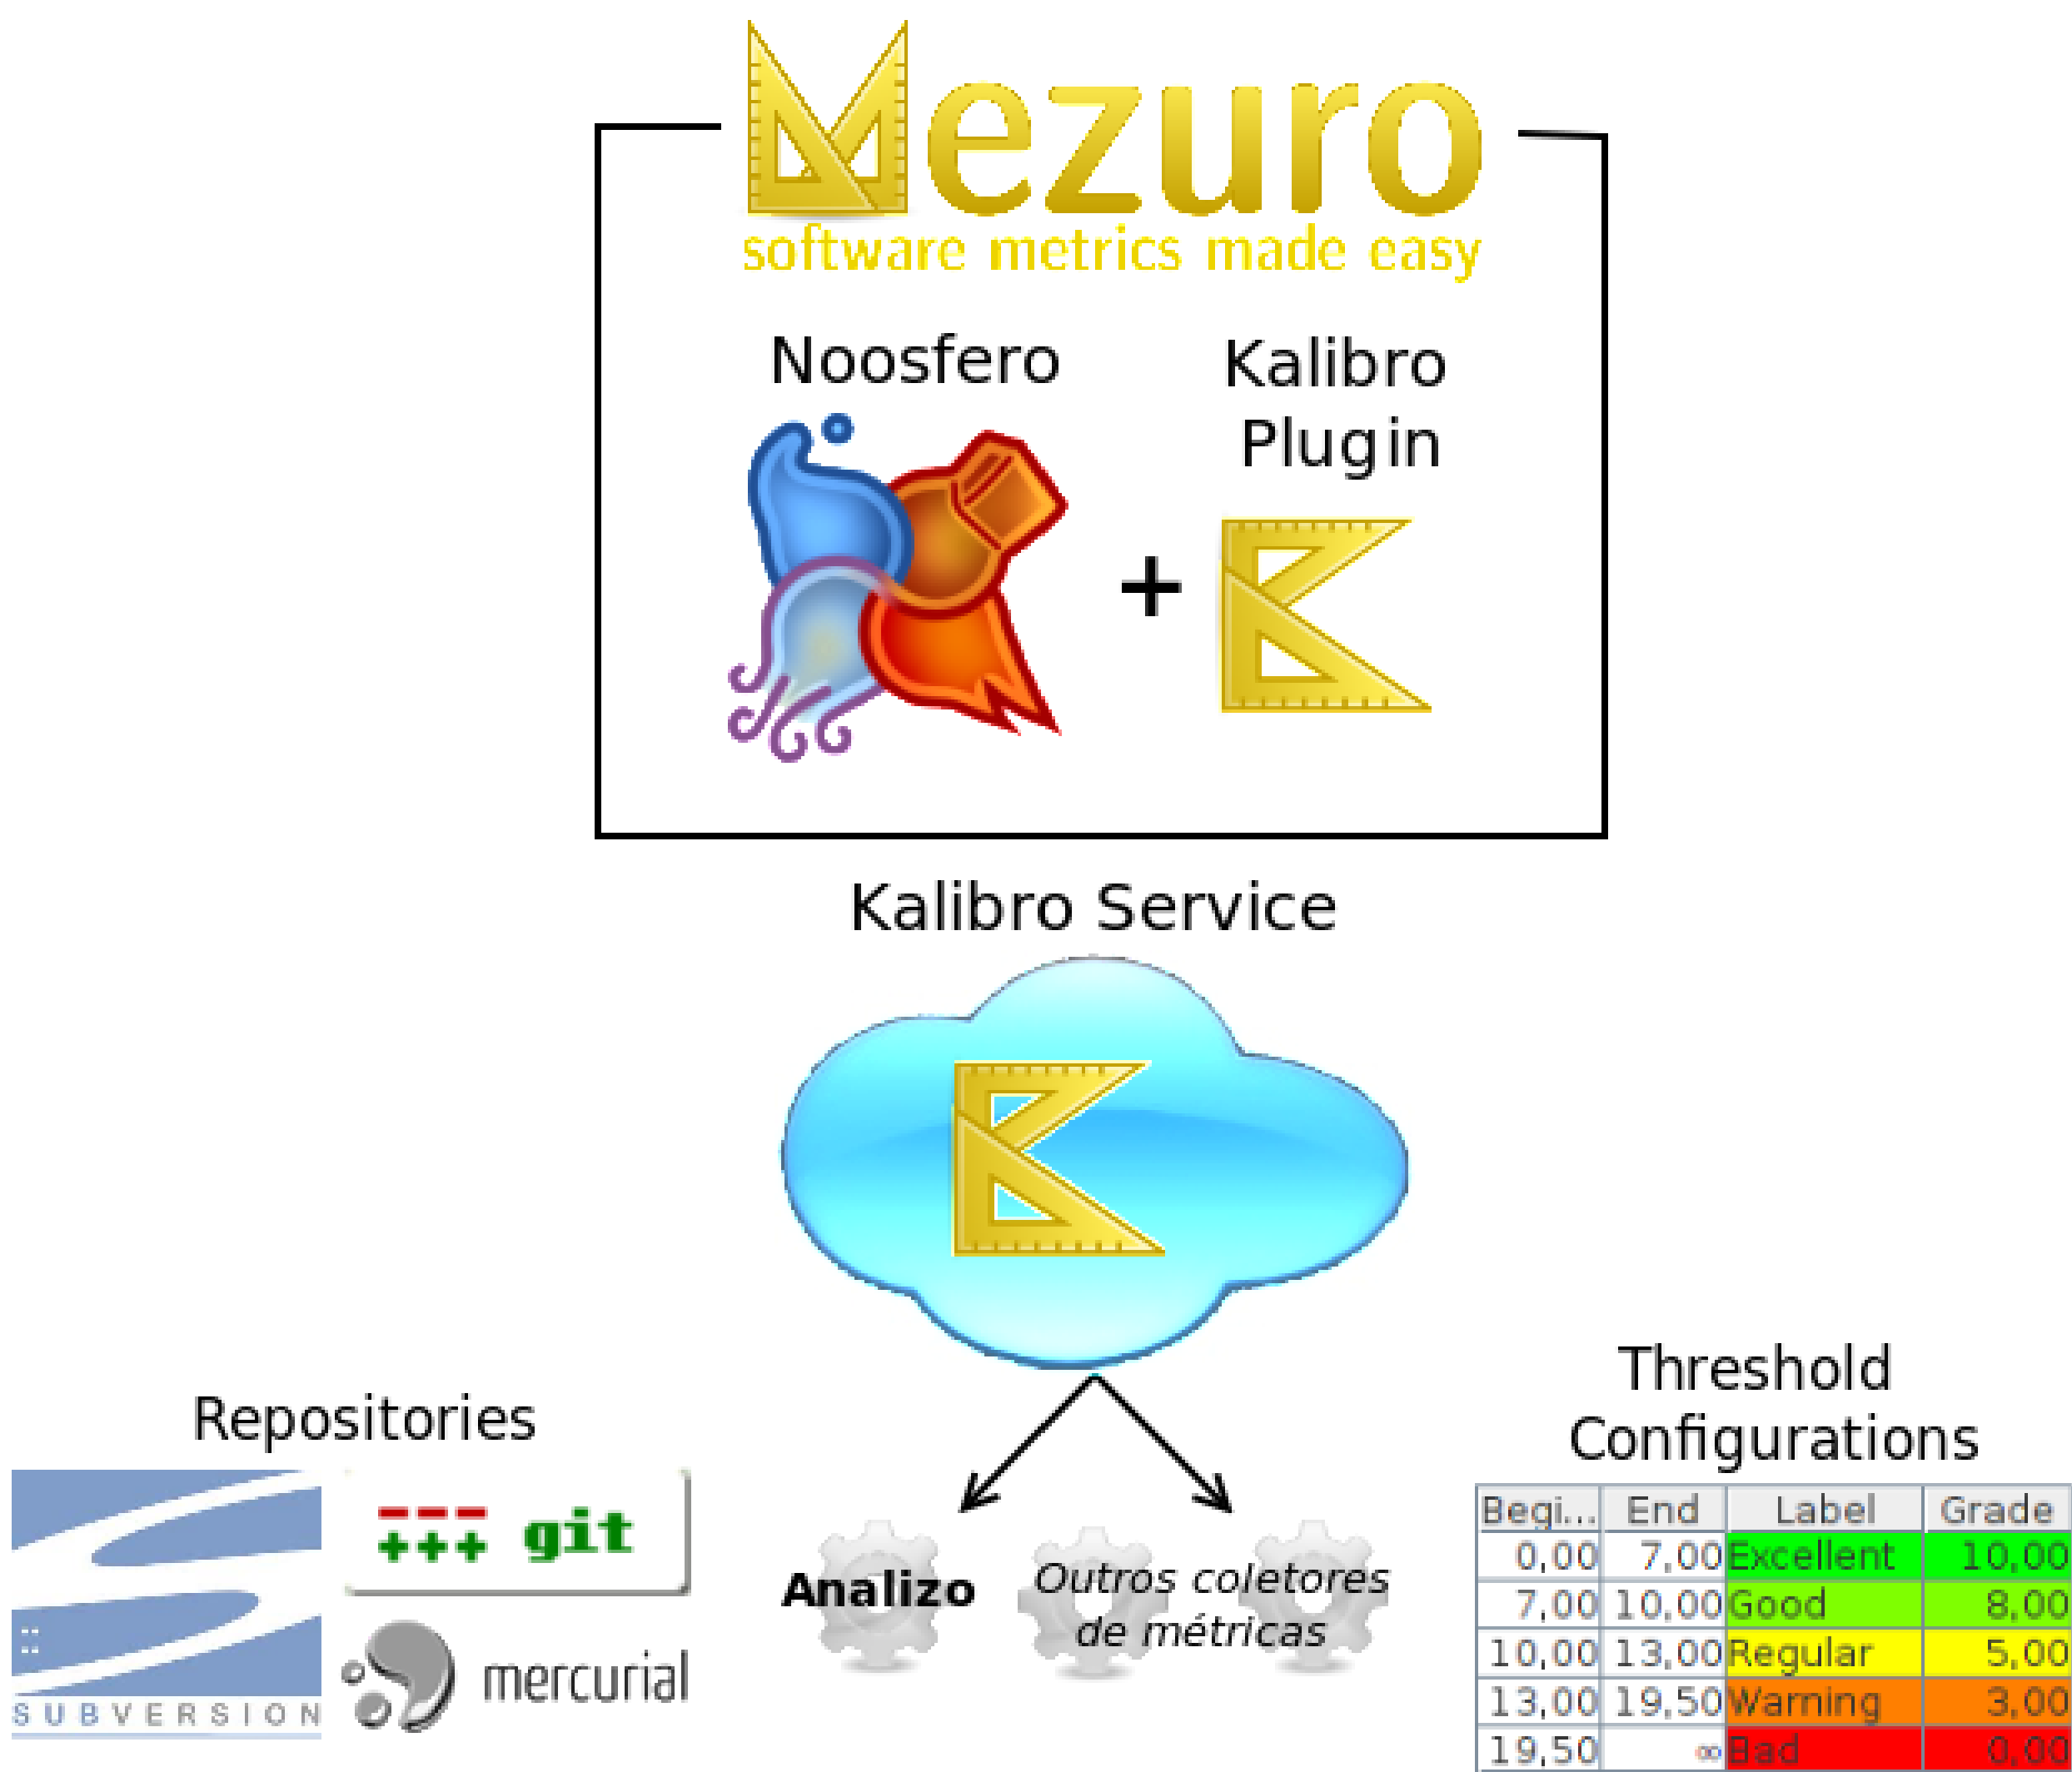 Mezuro
software metrics made easy
Noosfero
Kalibro
Plugin
+
Kalibro Service
Repositories
SUBVERSION
--- +++ git
mercurial
Analizo
Outros coletores
de métricas
Threshold
Configurations
Begi... End Label Grade
0,00 7,00 Excellent 10,00
7,00 10,00 Good 8,00
10,00 13,00 Regular 5,00
13,00 19,50 Warning 3,00
19,50 ∞ Bad 0,00